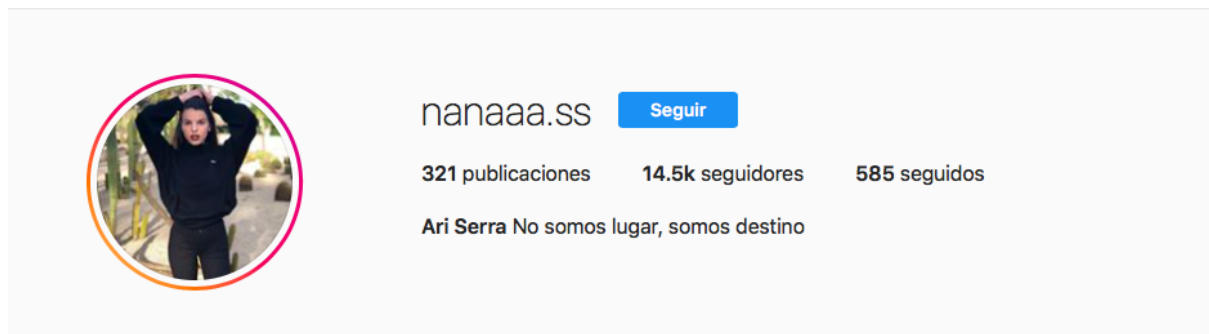 nanaaa.ss Seguir
321 publicaciones 14.5k seguidores 585 seguidos
Ari Serra No somos lugar, somos destino